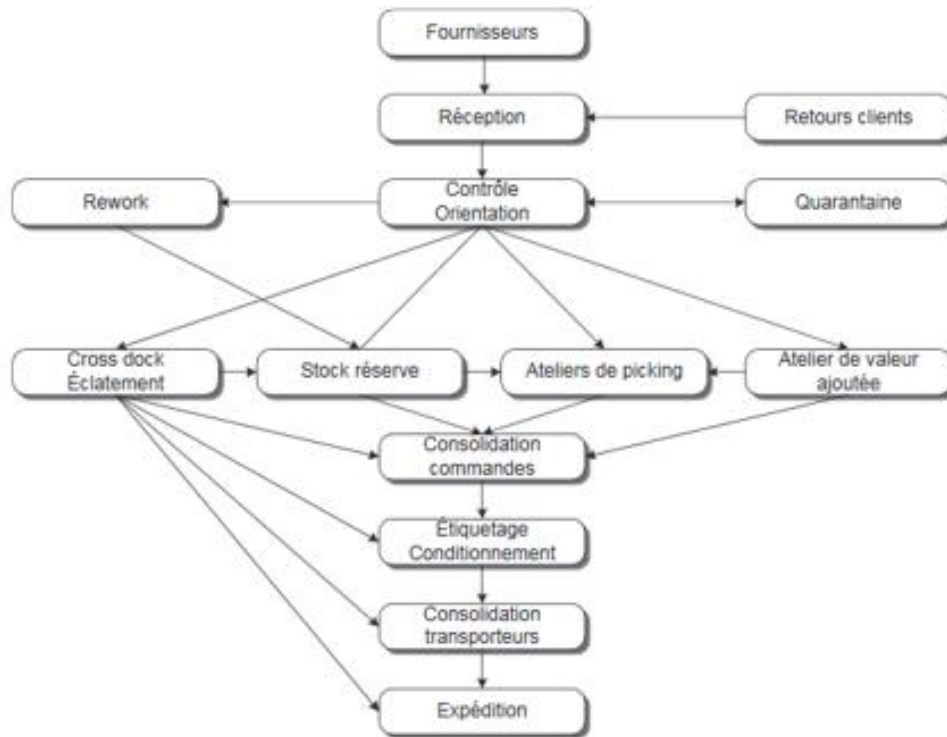 Fournisseurs
Réception
Retours clients
Rework
Contrôle
Orientation
Quarantaine
Cross dock
Éclatement
Stock réserve
Ateliers de picking
Atelier de valeur
ajoutée
Consolidation
commandes
Étiquetage
Conditionnement
Consolidation
transporteurs
Expédition